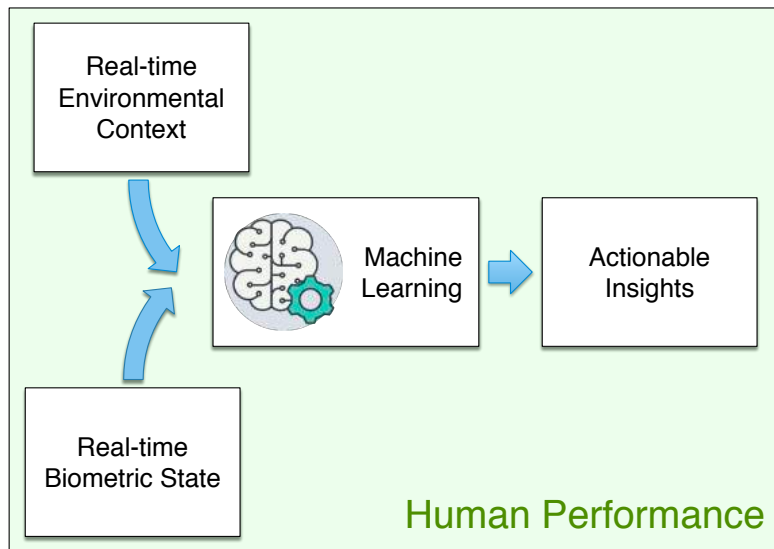 Real-time
Environmental
Context
Machine
Learning
Actionable
Insights
Real-time
Biometric State
Human Performance